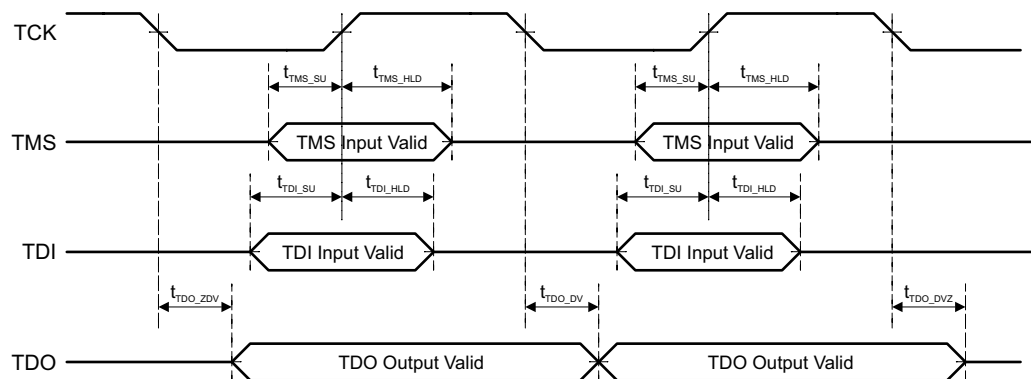 TCK
tTMS_SU tTMS_HLD tTMS_SU tTMS_HLD
TMS TMS Input Valid TMS Input Valid
tTDI_SU tTDI_HLD tTDI_SU tTDI_HLD
TDI TDI Input Valid TDI Input Valid
tTDO_ZDV tTDO_DV tTDO_DVZ
TDO TDO Output Valid TDO Output Valid